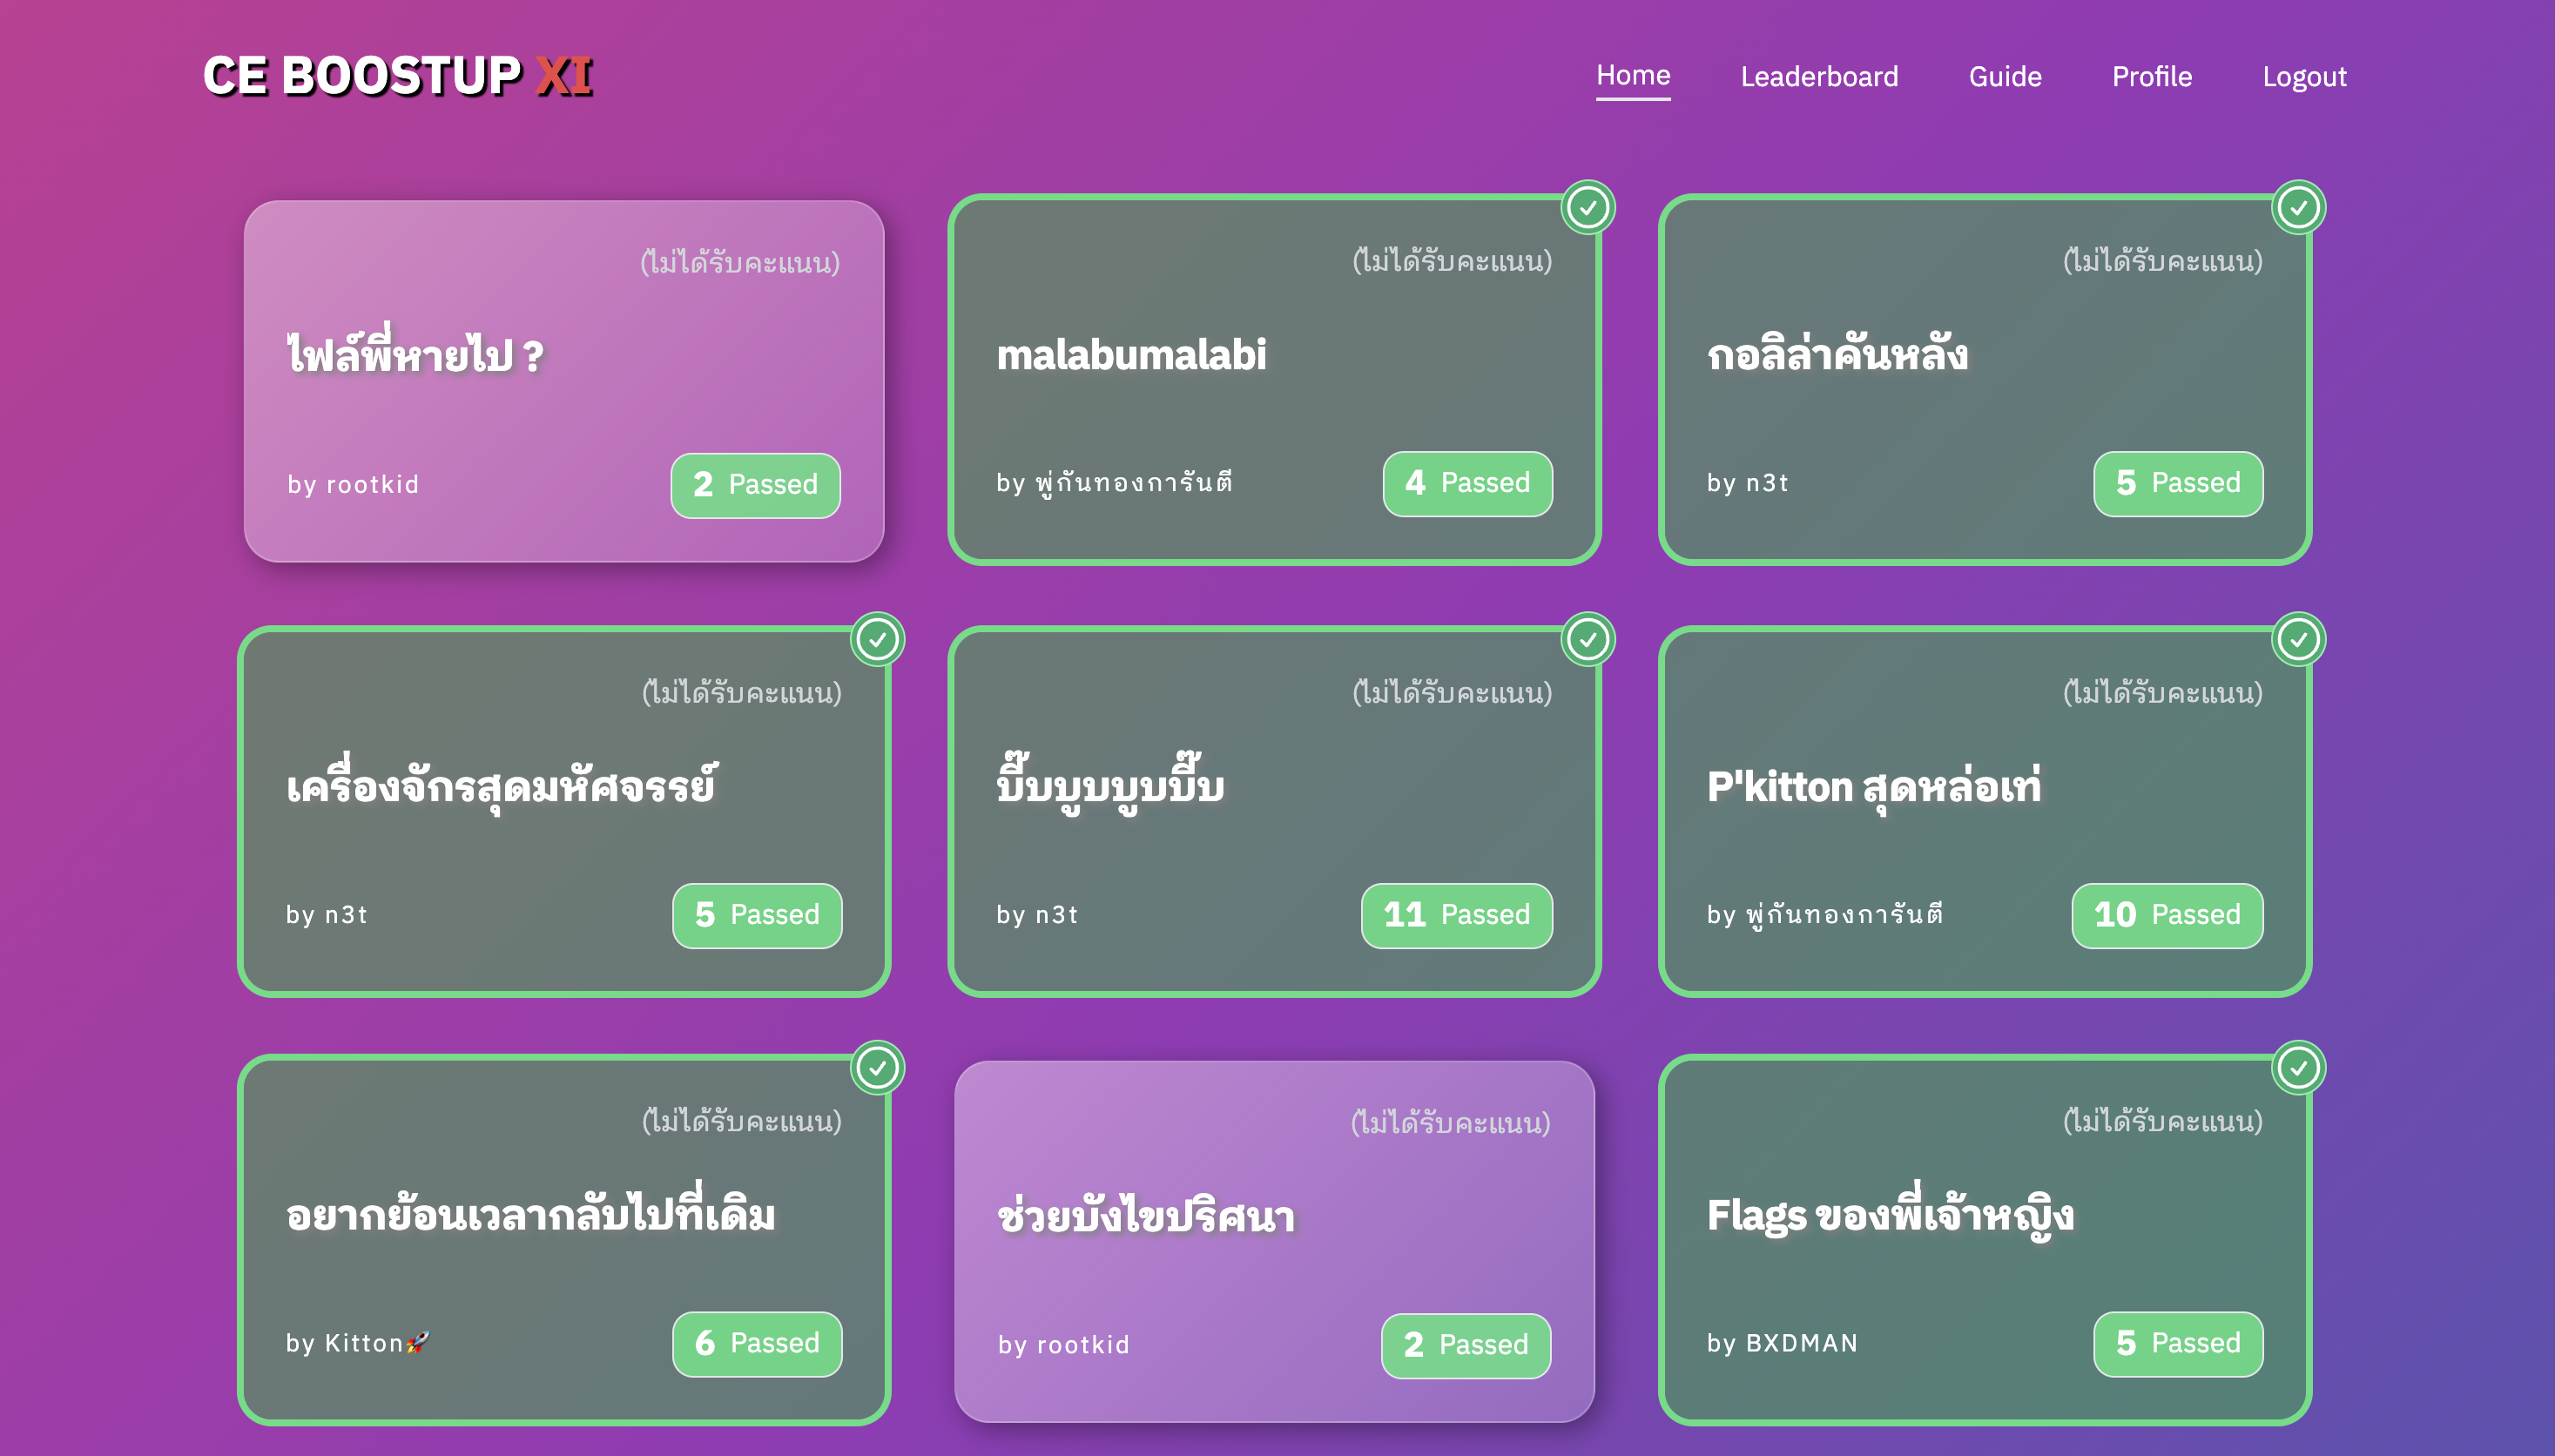 CE BOOSTUP XI
Home
Leaderboard
Guide
Profile
Logout
(ไม่ได้รับคะแนน)
ไฟล์พี่หายไป ?
by rootkid
2 Passed
(ไม่ได้รับคะแนน)
malabumalabi
by พู่กันทองการันตี
4 Passed
(ไม่ได้รับคะแนน)
กอลิล่าคันหลัง
by n3t
5 Passed
(ไม่ได้รับคะแนน)
เครื่องจักรสุดมหัศจรรย์
by n3t
5 Passed
(ไม่ได้รับคะแนน)
บี๊บบูบบูบบี๊บ
by n3t
11 Passed
(ไม่ได้รับคะแนน)
P'kitton สุดหล่อเท่
by พู่กันทองการันตี
10 Passed
(ไม่ได้รับคะแนน)
อยากย้อนเวลากลับไปที่เดิม
by Kitton🚀
6 Passed
(ไม่ได้รับคะแนน)
ช่วยบังไขปริศนา
by rootkid
2 Passed
(ไม่ได้รับคะแนน)
Flags ของพี่เจ้าหญิง
by BXDMAN
5 Passed